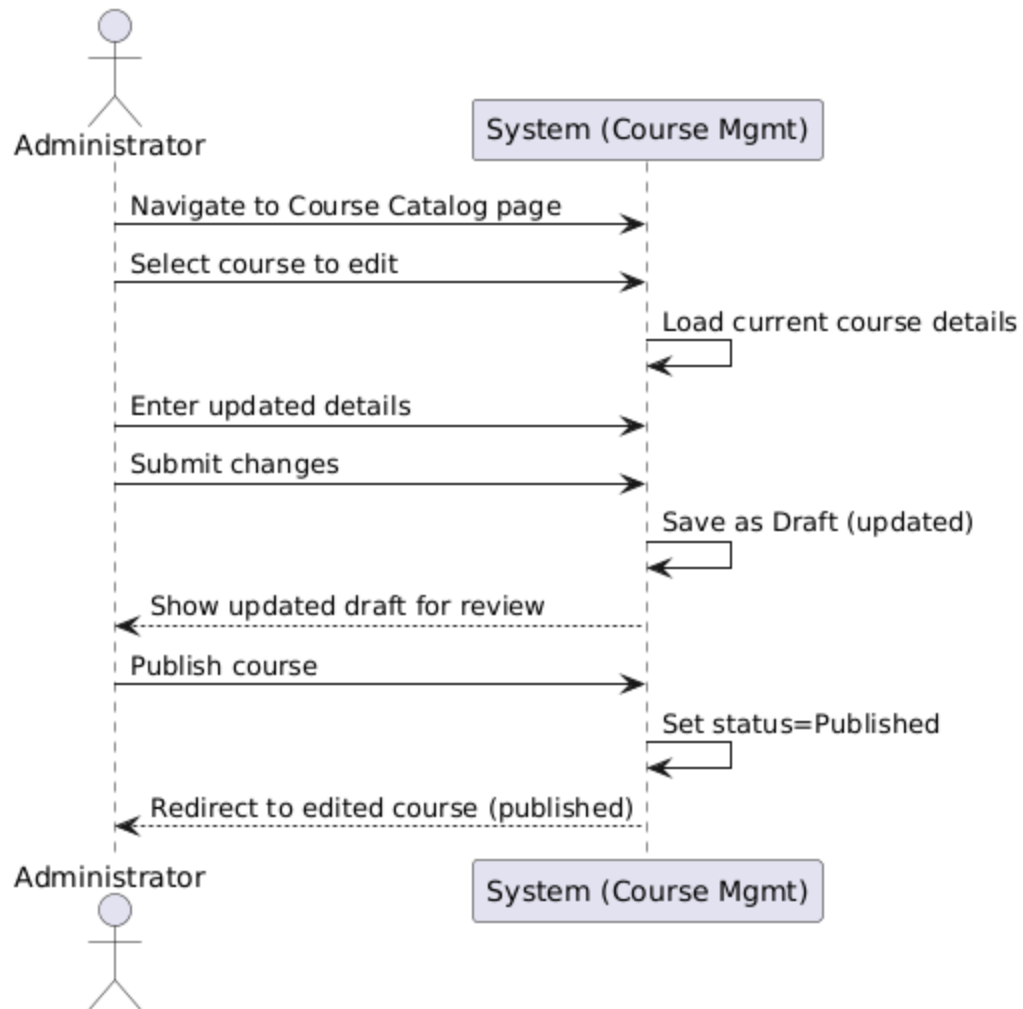 Administrator
System (Course Mgmt)
Navigate to Course Catalog page
Select course to edit
Load current course details
Enter updated details
Submit changes
Save as Draft (updated)
Show updated draft for review
Publish course
Set status=Published
Redirect to edited course (published)
Administrator
System (Course Mgmt)